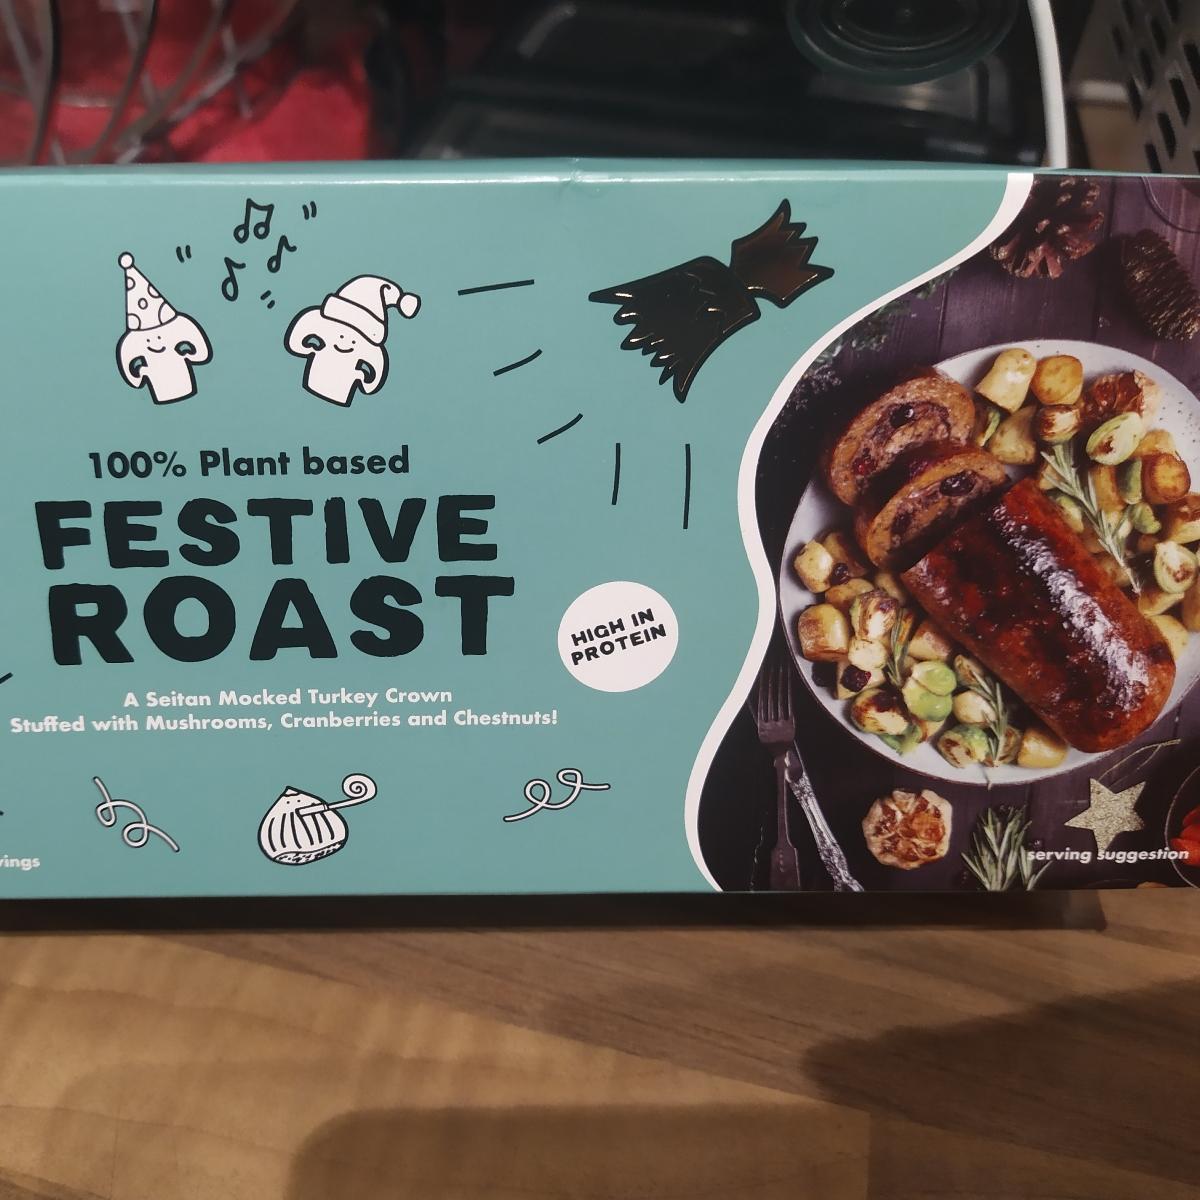 100% Plant based
FESTIVE
ROAST
HIGH IN
PROTEIN
A Seitan Mocked Turkey Crown
Stuffed with Mushrooms, Cranberries and Chestnuts!
serving suggestion